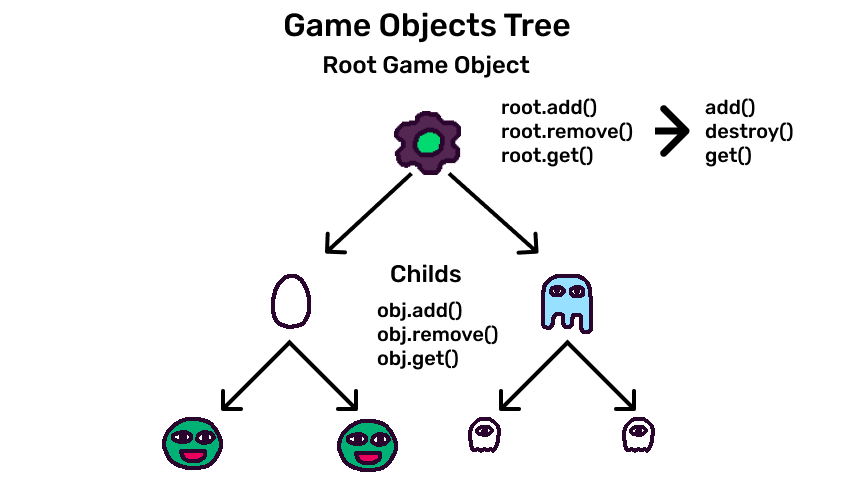 Game Objects Tree
Root Game Object
root.add()
root.remove()
root.get()
add()
destroy()
get()
Childs
obj.add()
obj.remove()
obj.get()